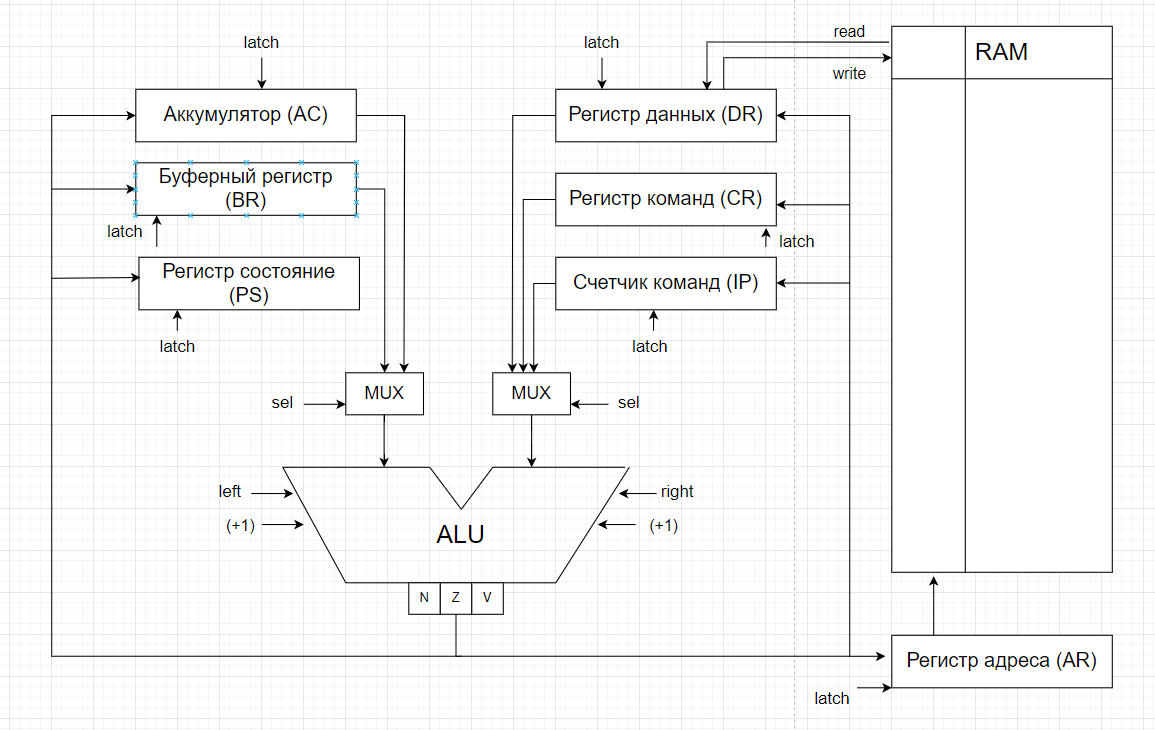 read
RAM
latch
latch
write
Аккумулятор (AC)
Регистр данных (DR)
Буферный регистр
(BR)
Регистр команд (CR)
latch
latch
Регистр состояние
(PS)
Счетчик команд (IP)
latch
latch
MUX
MUX
sel
sel
left
right
(+1)
(+1)
ALU
N
Z
V
Регистр адреса (AR)
latch